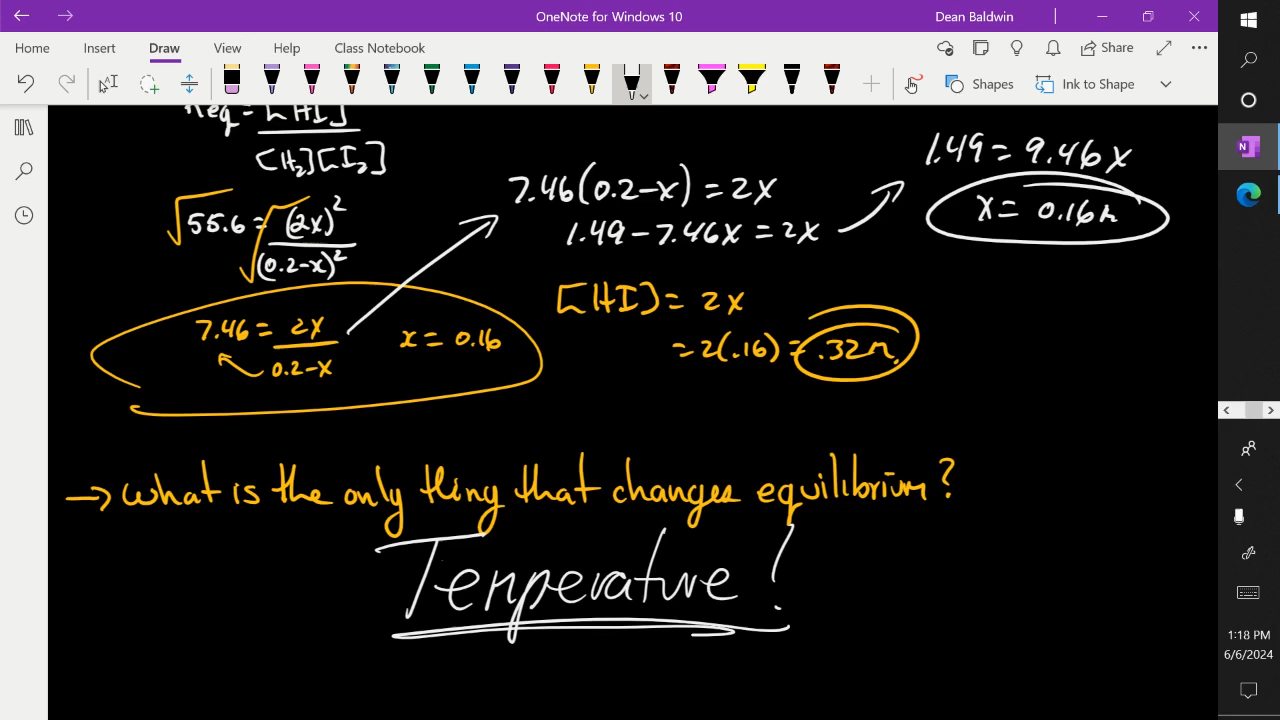 OneNote for Windows 10
Dean Baldwin
Home Insert Draw View Help Class Notebook
Share
Shapes
Ink to Shape
Keq = [HI]
[H₂][I₂]
√55.6 = √(2x)²
(0.2-x)²
7.46 = 2x
0.2-x
x = 0.16
7.46(0.2-x) = 2x
1.49-7.46x = 2x
1.49 = 9.46x
x = 0.16M
[HI] = 2x
= 2(.16) = .32M
→ What is the only thing that changes equilibrium?
Temperature!
1:18 PM
6/6/2024